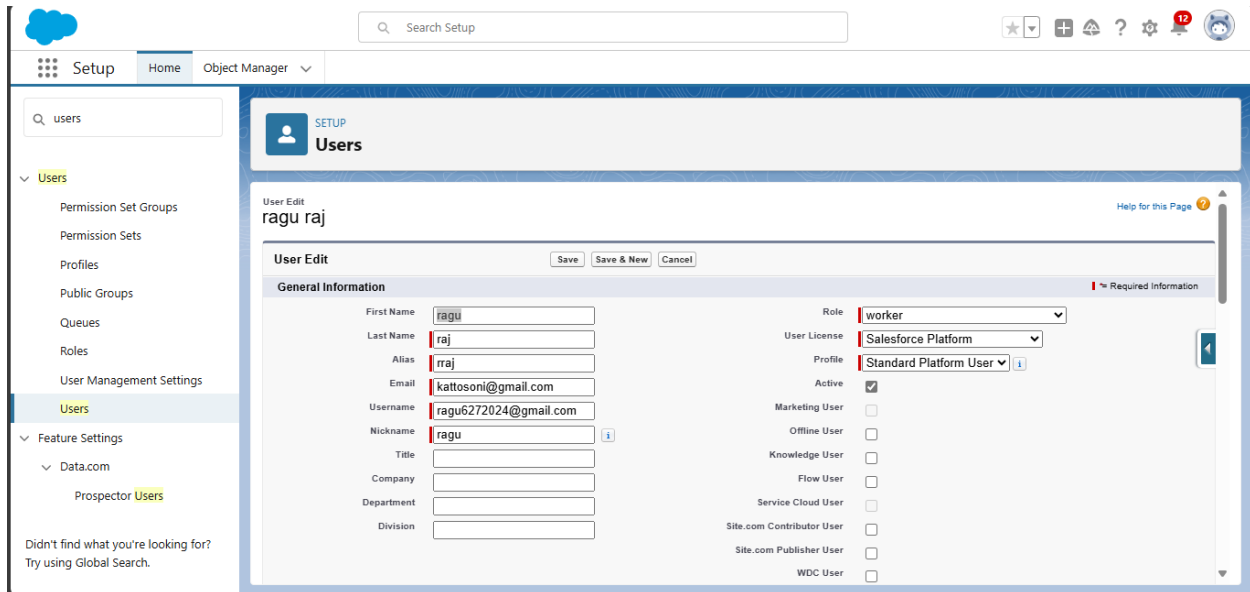 Search Setup
12
Setup
Home
Object Manager
users
Users
Permission Set Groups
Permission Sets
Profiles
Public Groups
Queues
Roles
User Management Settings
Users
Feature Settings
Data.com
Prospector Users
Didn't find what you're looking for?
Try using Global Search.
SETUP
Users
User Edit
ragu raj
Help for this Page
User Edit
Save
Save & New
Cancel
General Information
= Required Information
First Name ragu
Last Name raj
Alias rraj
Email kattosoni@gmail.com
Username ragu6272024@gmail.com
Nickname ragu
Title
Company
Department
Division
Role worker
User License Salesforce Platform
Profile Standard Platform User
Active
Marketing User
Offline User
Knowledge User
Flow User
Service Cloud User
Site.com Contributor User
Site.com Publisher User
WDC User